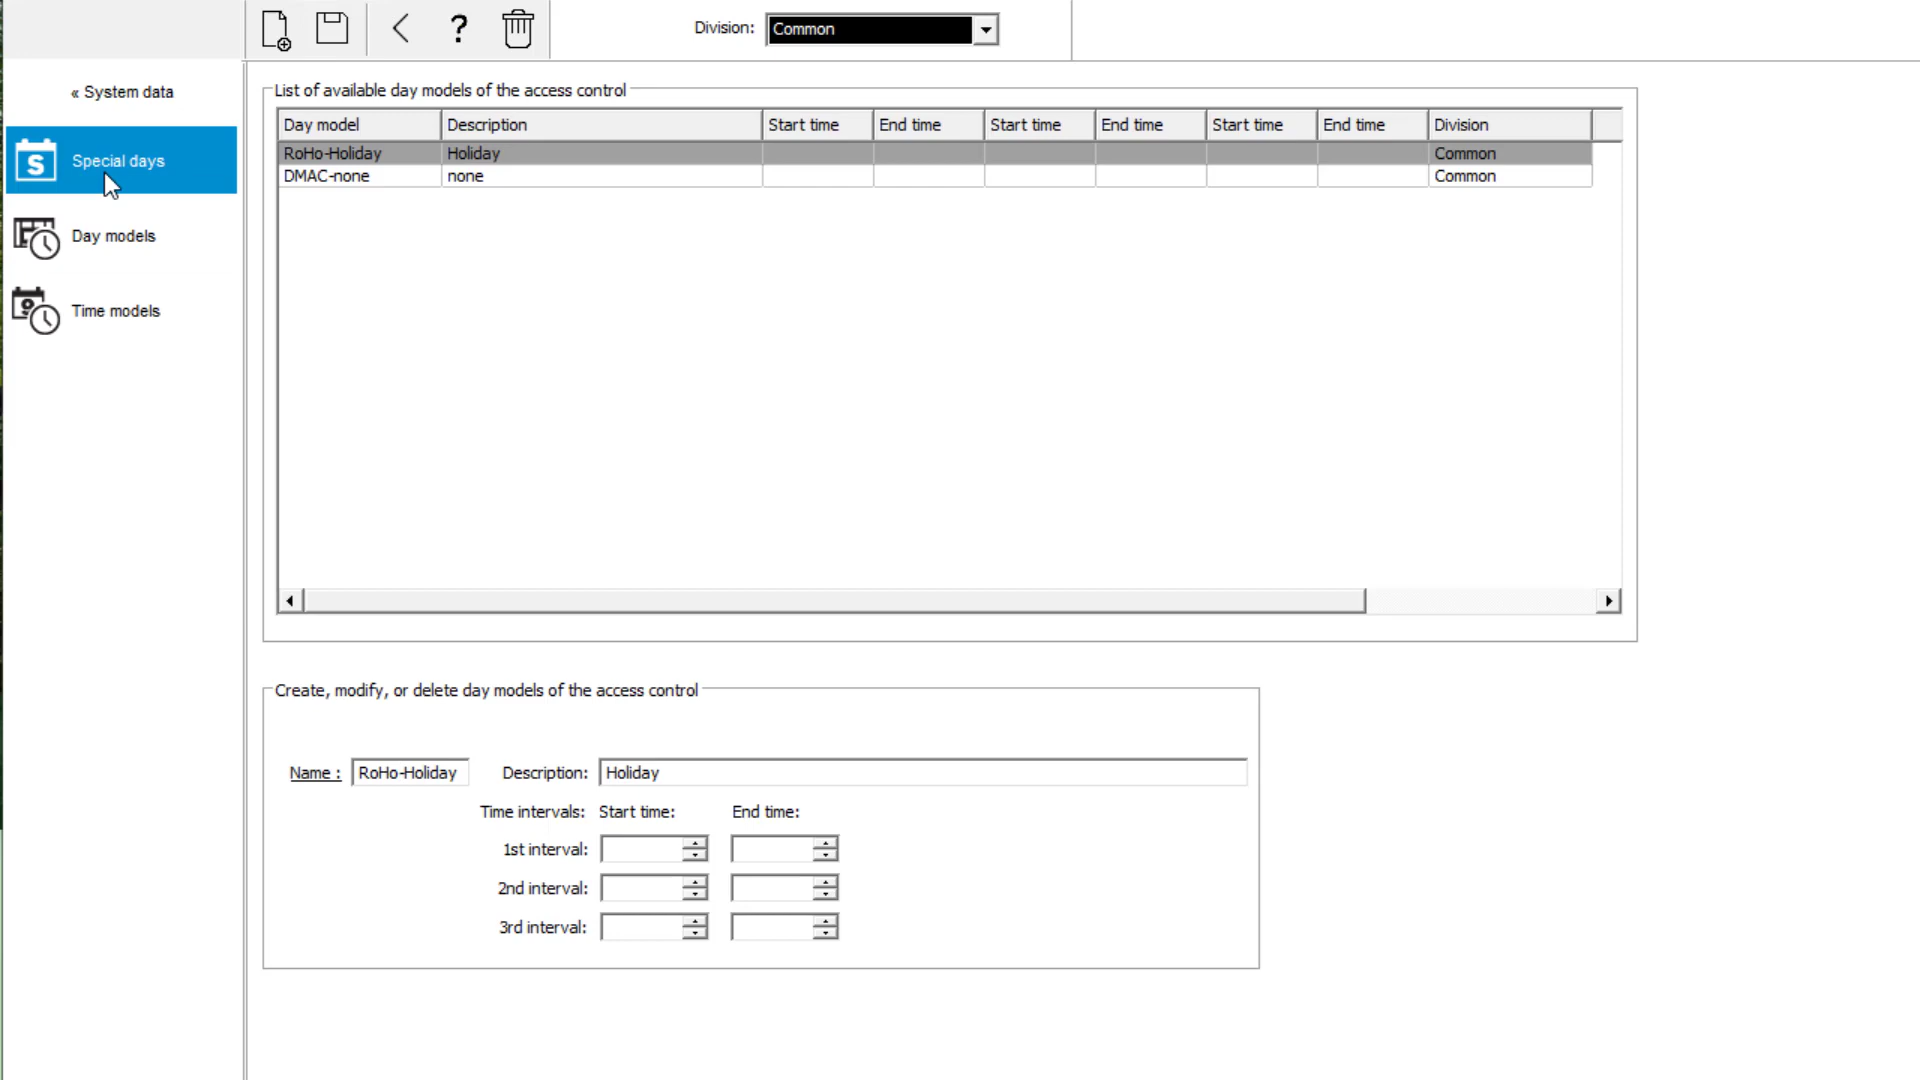 Division: Common
« System data
Special days
Day models
Time models
List of available day models of the access control
Day model Description Start time End time Start time End time Start time End time Division
RoHo-Holiday Holiday Common
DMAC-none none Common
Create, modify, or delete day models of the access control
Name : RoHo-Holiday Description: Holiday
Time intervals: Start time: End time:
1st interval:
2nd interval:
3rd interval: